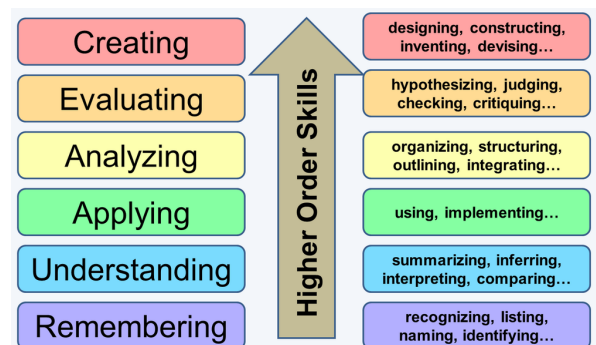 Creating
designing, constructing,
inventing, devising…
Evaluating
hypothesizing, judging,
checking, critiquing…
Analyzing
organizing, structuring,
outlining, integrating…
Applying
using, implementing…
Understanding
summarizing, inferring,
interpreting, comparing…
Remembering
recognizing, listing,
naming, identifying…
Higher Order Skills